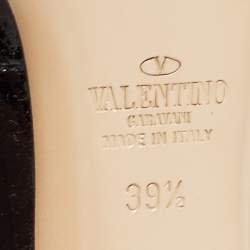 VALENTINO
GARAVANI
MADE IN ITALY
39½